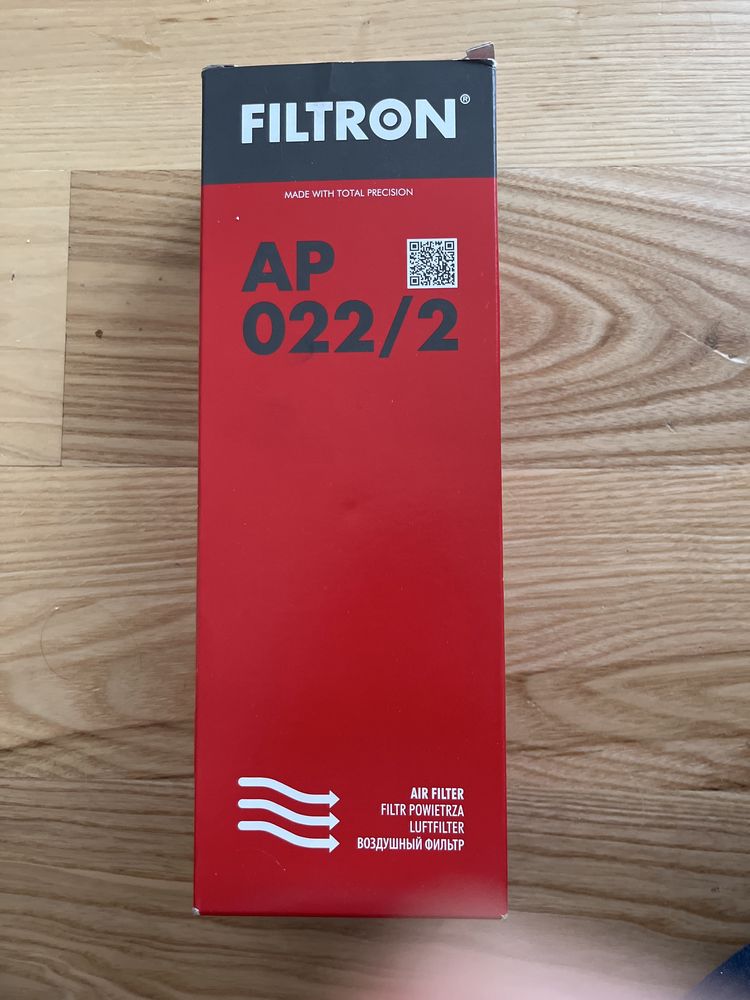 FILTRON®
MADE WITH TOTAL PRECISION
AP
022/2
AIR FILTER
FILTR POWIETRZA
LUFTFILTER
ВОЗДУШНЫЙ ФИЛЬТР